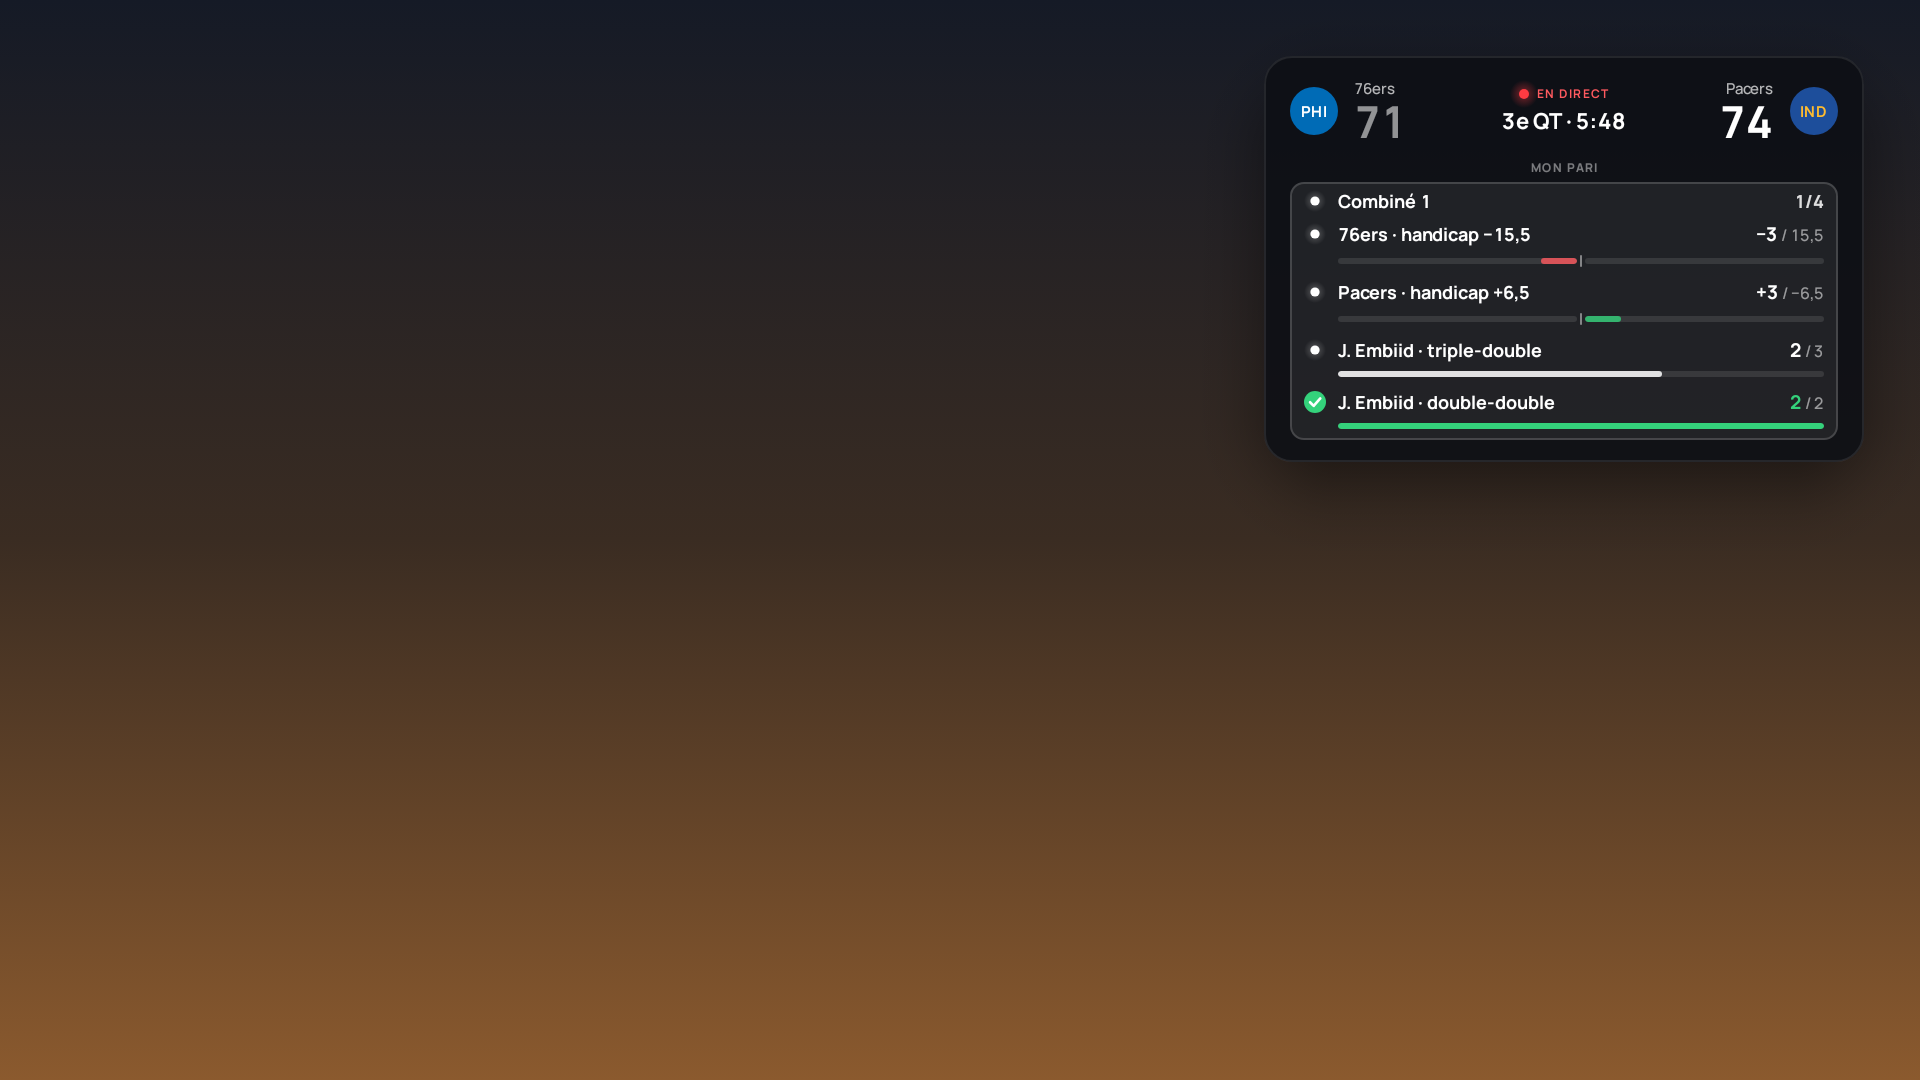 PHI
76ers
71
EN DIRECT
3e QT · 5:48
Pacers
74
IND
MON PARI
Combiné 1 1/4
76ers · handicap −15,5 −3 / 15,5
Pacers · handicap +6,5 +3 / −6,5
J. Embiid · triple-double 2 / 3
J. Embiid · double-double 2 / 2